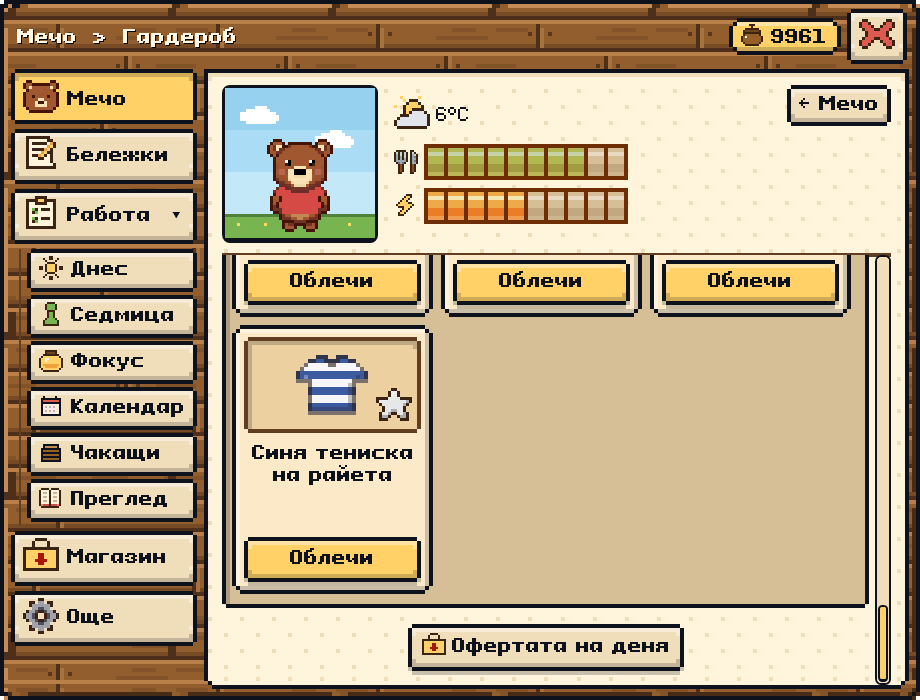 Мечо > Гардероб
9961
Мечо
Бележки
Работа ▾
Днес
Седмица
Фокус
Календар
Чакащи
Преглед
Магазин
Още
6°C
← Мечо
Облечи
Облечи
Облечи
Синя тениска
на райета
Облечи
Офертата на деня